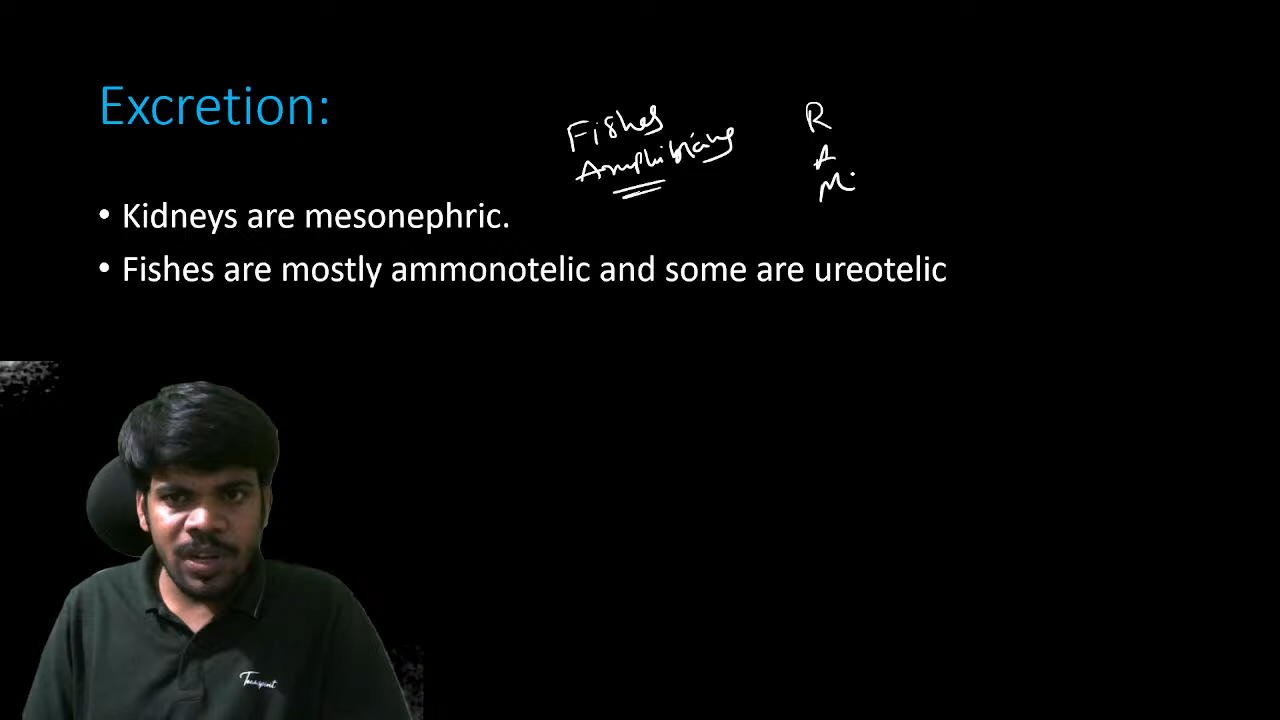 Excretion:
Fishes
Amphibians
R
A
M
• Kidneys are mesonephric.
• Fishes are mostly ammonotelic and some are ureotelic